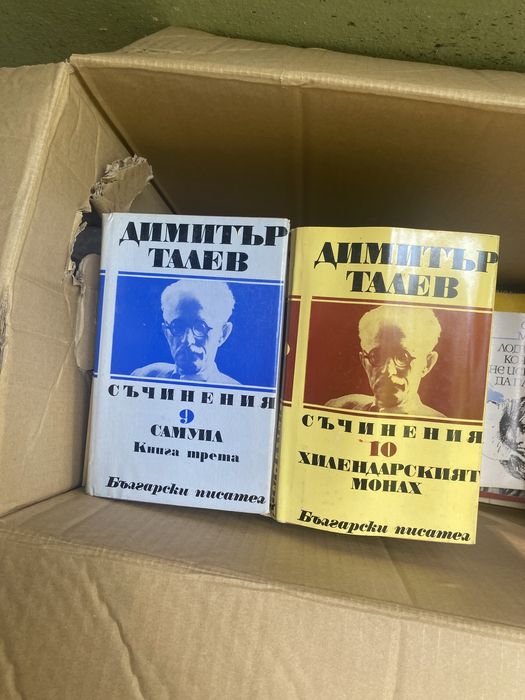 ДИМИТЪР
ТАЛЕВ
СЪЧИНЕНИЯ
9
САМУИЛ
Книга трета
Български писател
ДИМИТЪР
ТАЛЕВ
СЪЧИНЕНИЯ
10
ХИЛЕНДАРСКИЯТ
МОНАХ
Български писател